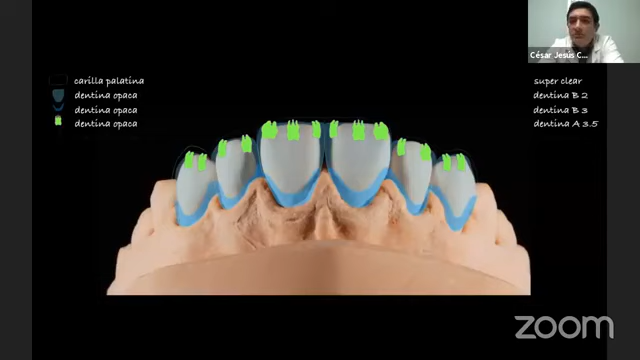 César Jesús C...
carilla palatina
super clear
dentina opaca
dentina B 2
dentina opaca
dentina B 3
dentina opaca
dentina A 3.5
zoom